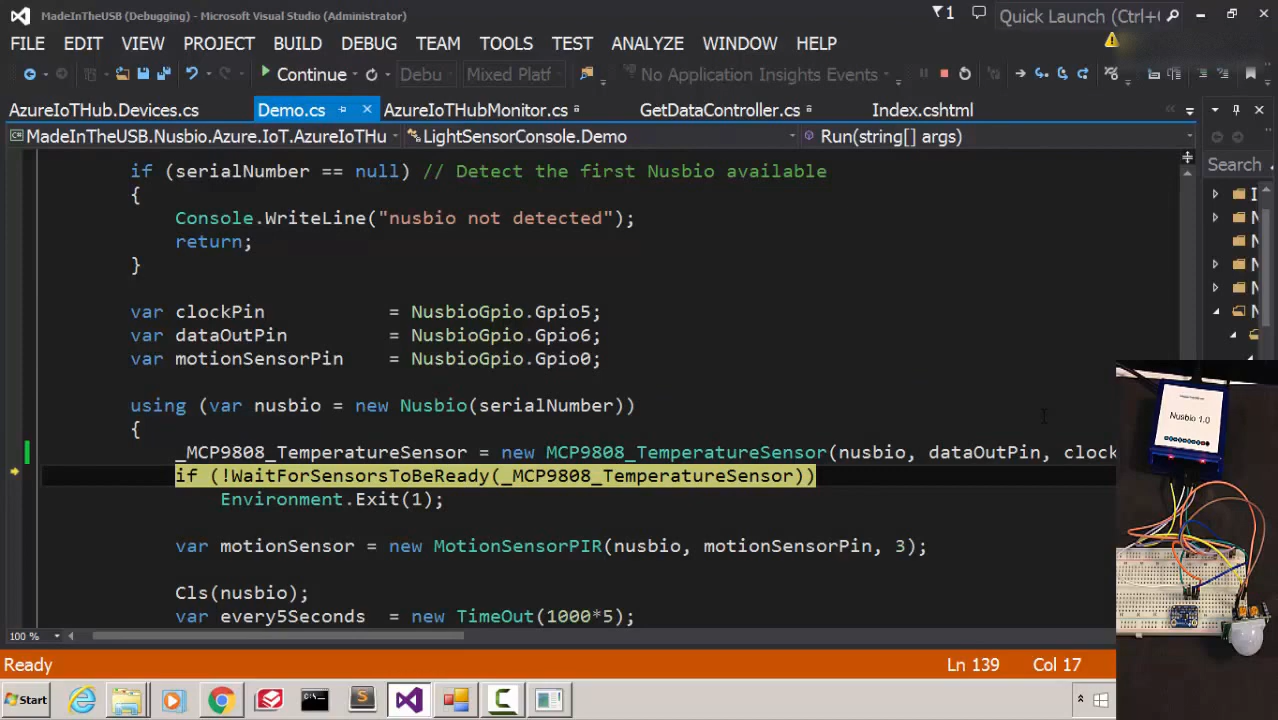 MadeInTheUSB (Debugging) - Microsoft Visual Studio (Administrator)
1
Quick Launch (Ctrl+
FILE EDIT VIEW PROJECT BUILD DEBUG TEAM TOOLS TEST ANALYZE WINDOW HELP
Continue Debu Mixed Platf No Application Insights Events
AzureIoTHub.Devices.cs Demo.cs AzureIoTHubMonitor.cs GetDataController.cs Index.cshtml
MadeInTheUSB.Nusbio.Azure.IoT.AzureIoTHu LightSensorConsole.Demo Run(string[] args)
Search
if (serialNumber == null) // Detect the first Nusbio available
{
Console.WriteLine("nusbio not detected");
return;
}
var clockPin = NusbioGpio.Gpio5;
var dataOutPin = NusbioGpio.Gpio6;
var motionSensorPin = NusbioGpio.Gpio0;
using (var nusbio = new Nusbio(serialNumber))
{
_MCP9808_TemperatureSensor = new MCP9808_TemperatureSensor(nusbio, dataOutPin, clock
if (!WaitForSensorsToBeReady(_MCP9808_TemperatureSensor))
Environment.Exit(1);
var motionSensor = new MotionSensorPIR(nusbio, motionSensorPin, 3);
Cls(nusbio);
var every5Seconds = new TimeOut(1000*5);
100 %
Nusbio 1.0
Ready Ln 139 Col 17
Start